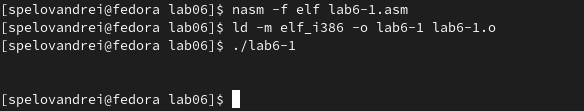 [spelovandrei@fedora lab06]$ nasm -f elf lab6-1.asm
[spelovandrei@fedora lab06]$ ld -m elf_i386 -o lab6-1 lab6-1.o
[spelovandrei@fedora lab06]$ ./lab6-1
[spelovandrei@fedora lab06]$